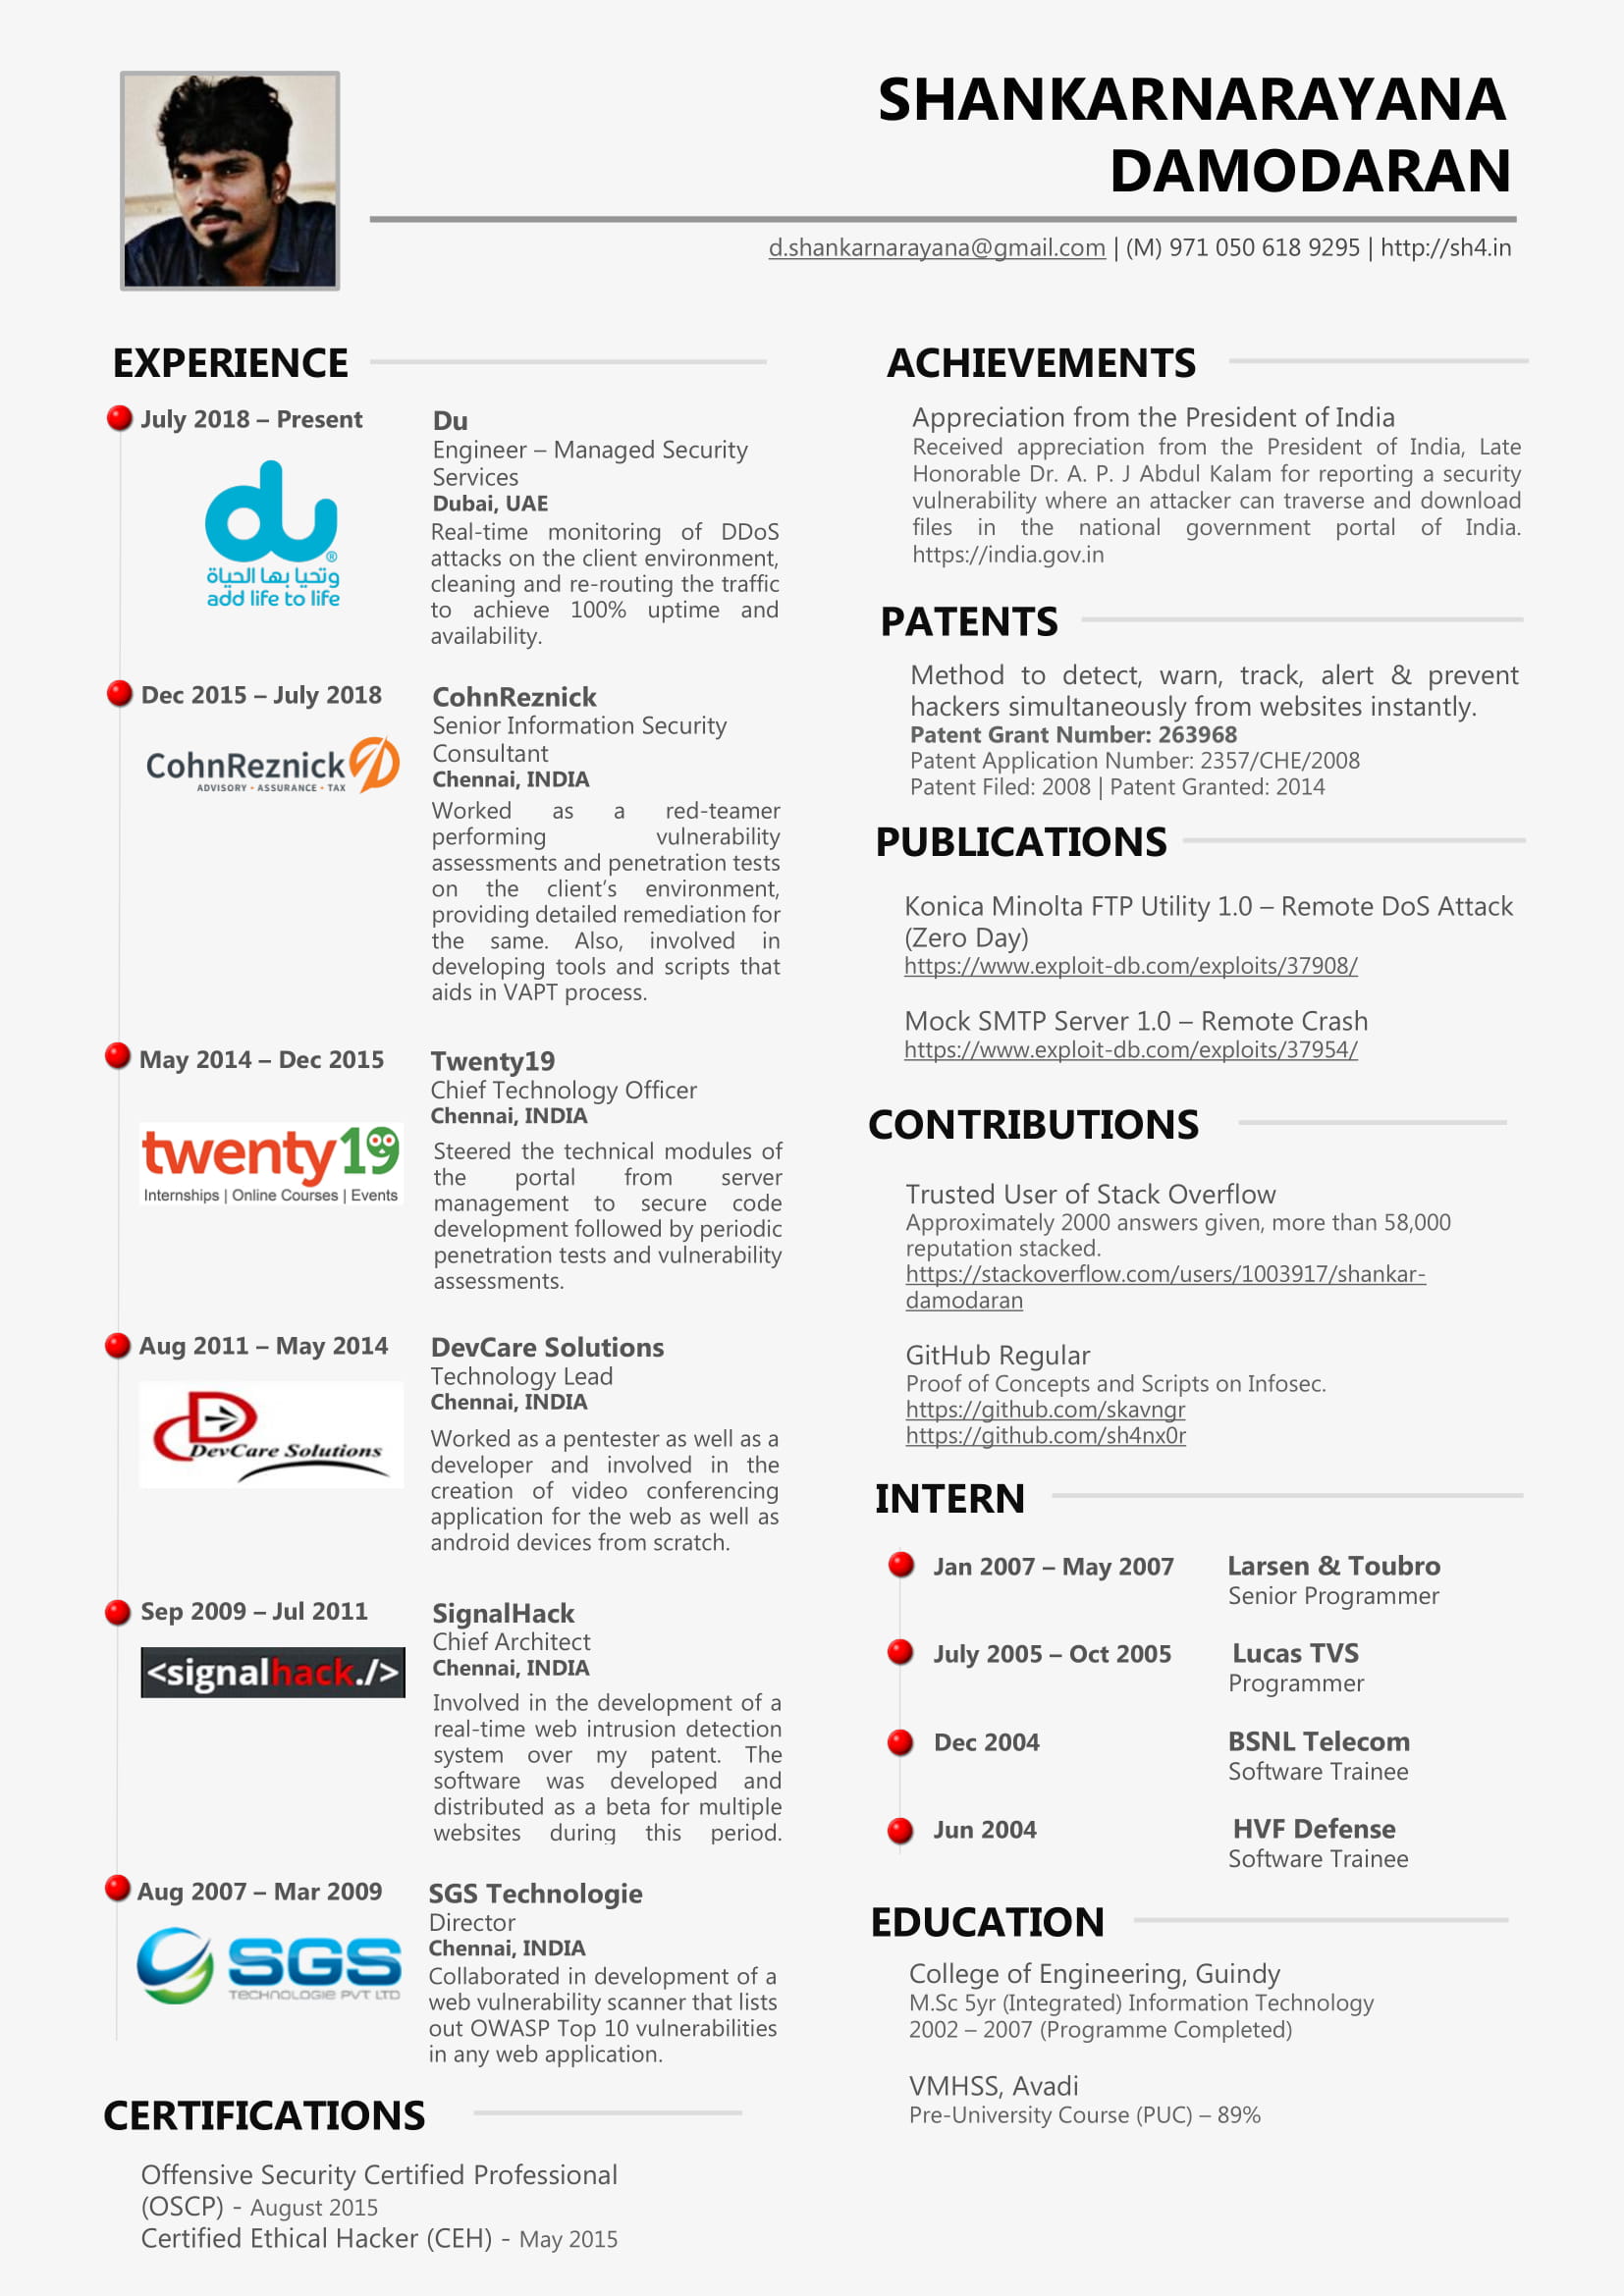 SHANKARNARAYANA
DAMODARAN
d.shankarnarayana@gmail.com | (M) 971 050 618 9295 | http://sh4.in
EXPERIENCE
July 2018 – Present
du
®
وتحيا بها الحياة
add life to life
Du
Engineer – Managed Security
Services
Dubai, UAE
Real-time monitoring of DDoS
attacks on the client environment,
cleaning and re-routing the traffic
to achieve 100% uptime and
availability.
Dec 2015 – July 2018
CohnReznick
ADVISORY • ASSURANCE • TAX
CohnReznick
Senior Information Security
Consultant
Chennai, INDIA
Worked as a red-teamer
performing vulnerability
assessments and penetration tests
on the client's environment,
providing detailed remediation for
the same. Also, involved in
developing tools and scripts that
aids in VAPT process.
May 2014 – Dec 2015
twenty19
Internships | Online Courses | Events
Twenty19
Chief Technology Officer
Chennai, INDIA
Steered the technical modules of
the portal from server
management to secure code
development followed by periodic
penetration tests and vulnerability
assessments.
Aug 2011 – May 2014
DevCare Solutions
DevCare Solutions
Technology Lead
Chennai, INDIA
Worked as a pentester as well as a
developer and involved in the
creation of video conferencing
application for the web as well as
android devices from scratch.
Sep 2009 – Jul 2011
<signalhack./>
SignalHack
Chief Architect
Chennai, INDIA
Involved in the development of a
real-time web intrusion detection
system over my patent. The
software was developed and
distributed as a beta for multiple
websites during this period.
Aug 2007 – Mar 2009
SGS
TECHNOLOGIE PVT LTD
SGS Technologie
Director
Chennai, INDIA
Collaborated in development of a
web vulnerability scanner that lists
out OWASP Top 10 vulnerabilities
in any web application.
CERTIFICATIONS
Offensive Security Certified Professional
(OSCP) - August 2015
Certified Ethical Hacker (CEH) - May 2015
ACHIEVEMENTS
Appreciation from the President of India
Received appreciation from the President of India, Late
Honorable Dr. A. P. J Abdul Kalam for reporting a security
vulnerability where an attacker can traverse and download
files in the national government portal of India.
https://india.gov.in
PATENTS
Method to detect, warn, track, alert & prevent
hackers simultaneously from websites instantly.
Patent Grant Number: 263968
Patent Application Number: 2357/CHE/2008
Patent Filed: 2008 | Patent Granted: 2014
PUBLICATIONS
Konica Minolta FTP Utility 1.0 – Remote DoS Attack
(Zero Day)
https://www.exploit-db.com/exploits/37908/
Mock SMTP Server 1.0 – Remote Crash
https://www.exploit-db.com/exploits/37954/
CONTRIBUTIONS
Trusted User of Stack Overflow
Approximately 2000 answers given, more than 58,000
reputation stacked.
https://stackoverflow.com/users/1003917/shankar-
damodaran
GitHub Regular
Proof of Concepts and Scripts on Infosec.
https://github.com/skavngr
https://github.com/sh4nx0r
INTERN
Jan 2007 – May 2007
Larsen & Toubro
Senior Programmer
July 2005 – Oct 2005
Lucas TVS
Programmer
Dec 2004
BSNL Telecom
Software Trainee
Jun 2004
HVF Defense
Software Trainee
EDUCATION
College of Engineering, Guindy
M.Sc 5yr (Integrated) Information Technology
2002 – 2007 (Programme Completed)
VMHSS, Avadi
Pre-University Course (PUC) – 89%